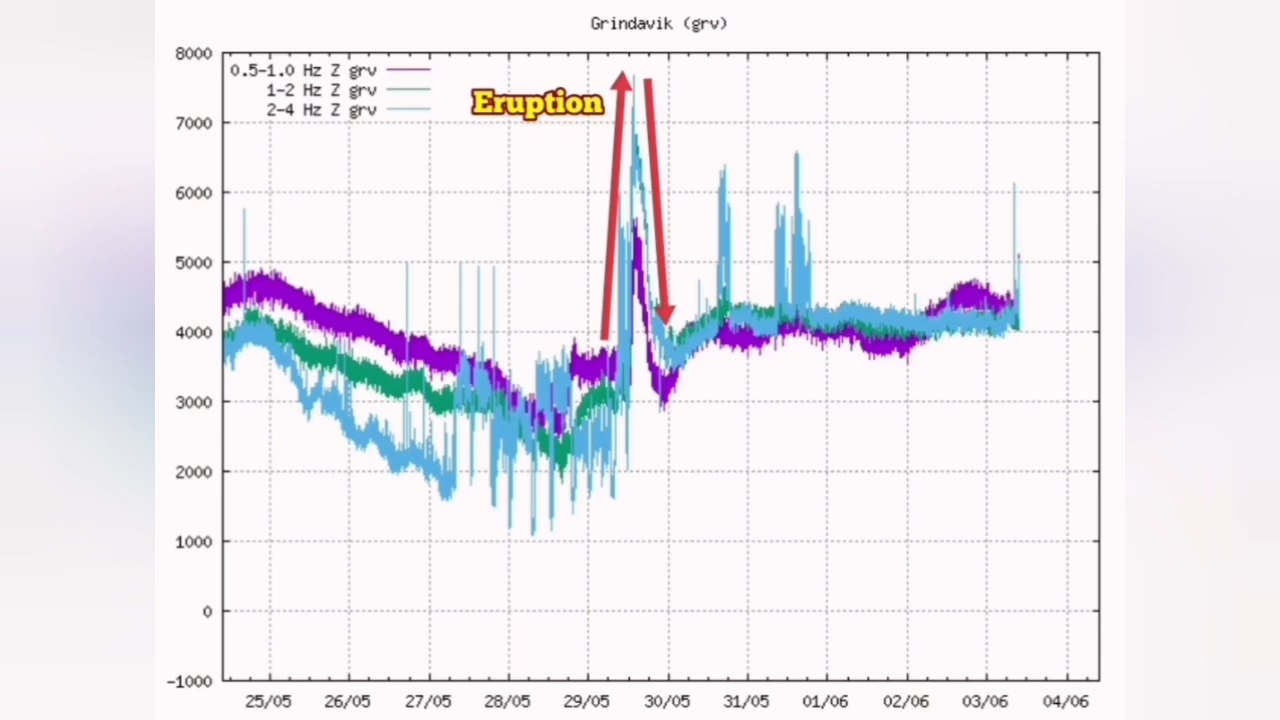 Grindavik (grv)
8000
0.5-1.0 Hz Z grv
1-2 Hz Z grv
2-4 Hz Z grv
Eruption
7000
6000
5000
4000
3000
2000
1000
0
-1000
25/05 26/05 27/05 28/05 29/05 30/05 31/05 01/06 02/06 03/06 04/06